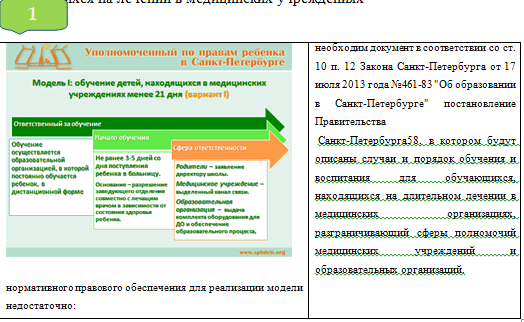 1
хся на лечении в медицинских учреждениях
Уполномоченный по правам ребенка
в Санкт-Петербурге
Модель I: обучение детей, находящихся в медицинских
учреждениях менее 21 дня (вариант I)
Ответственный за обучение
Обучение
осуществляется
образовательной
организацией, в которой
постоянно обучается
ребенок, в
дистанционной форме
Начало обучения
Не ранее 3-5 дней со
дня поступления
ребенка в больницу.
Основание – разрешение
заведующего отделения
совместно с лечащим
врачом в зависимости от
состояния здоровья
ребенка.
Сфера ответственности
Родители – заявление
директору школы.
Медицинское учреждение –
выделенный канал связи.
Образовательная
организация – выдача
комплекта оборудования для
ДО и обеспечение
образовательного процесса,
www.spbdeti.org
нормативного правового обеспечения для реализации модели
недостаточно:
необходим документ в соответствии со ст.
10 п. 12 Закона Санкт-Петербурга от 17
июля 2013 года №461-83 "Об образовании
в Санкт-Петербурге" постановление
Правительства
Санкт-Петербурга58, в котором будут
описаны случаи и порядок обучения и
воспитания для обучающихся,
находящихся на длительном лечении в
медицинских организациях,
разграничивающий сферы полномочий
медицинских учреждений и
образовательных организаций.